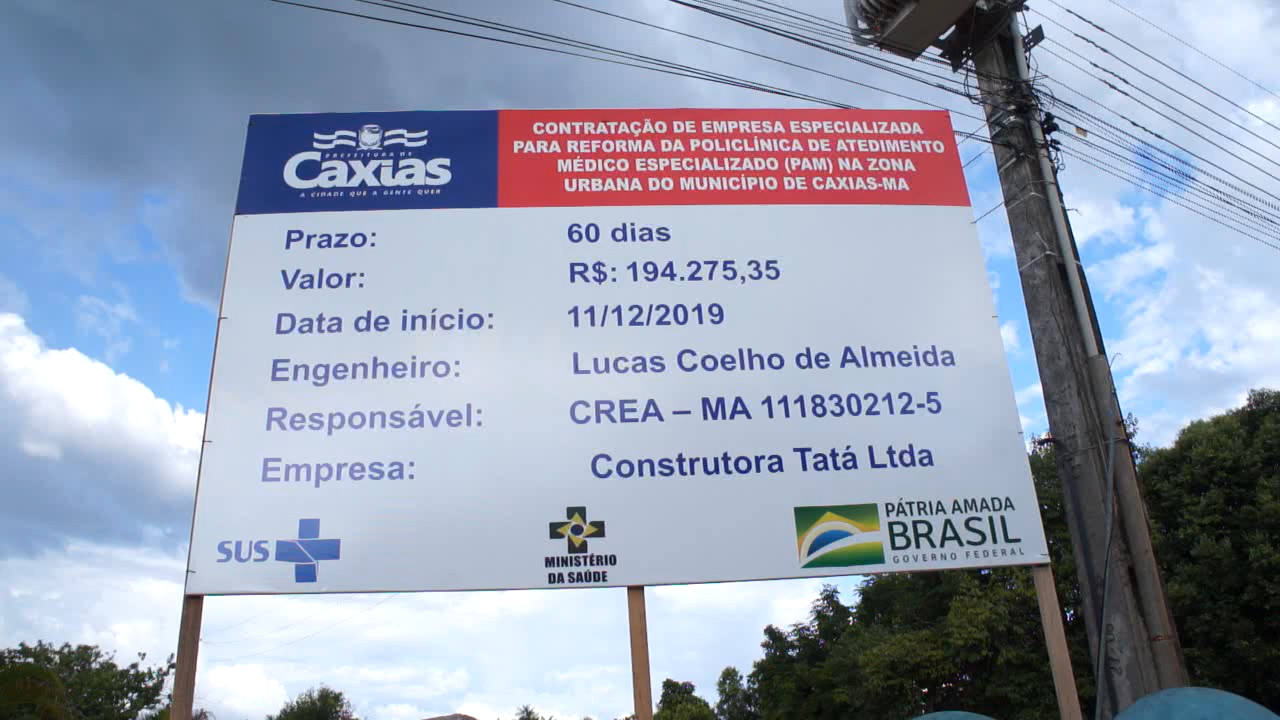 PREFEITURA DE
Caxias
A CIDADE QUE A GENTE QUER
CONTRATAÇÃO DE EMPRESA ESPECIALIZADA
PARA REFORMA DA POLICLÍNICA DE ATEDIMENTO
MÉDICO ESPECIALIZADO (PAM) NA ZONA
URBANA DO MUNICÍPIO DE CAXIAS-MA
Prazo: 60 dias
Valor: R$: 194.275,35
Data de início: 11/12/2019
Engenheiro: Lucas Coelho de Almeida
Responsável: CREA – MA 111830212-5
Empresa: Construtora Tatá Ltda
SUS
MINISTÉRIO
DA SAÚDE
PÁTRIA AMADA
BRASIL
GOVERNO FEDERAL